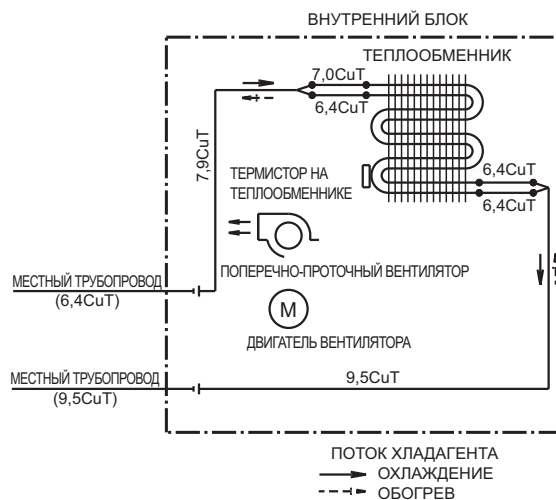 ВНУТРЕННИЙ БЛОК
ТЕПЛООБМЕННИК
7,0CuT
6,4CuT
7,9CuT
ТЕРМИСТОР НА
ТЕПЛООБМЕННИКЕ
6,4CuT
6,4CuT
ПОПЕРЕЧНО-ПРОТОЧНЫЙ ВЕНТИЛЯТОР
МЕСТНЫЙ ТРУБОПРОВОД
(6,4CuT)
M
ДВИГАТЕЛЬ ВЕНТИЛЯТОРА
МЕСТНЫЙ ТРУБОПРОВОД
(9,5CuT)
9,5CuT
ПОТОК ХЛАДАГЕНТА
ОХЛАЖДЕНИЕ
ОБОГРЕВ